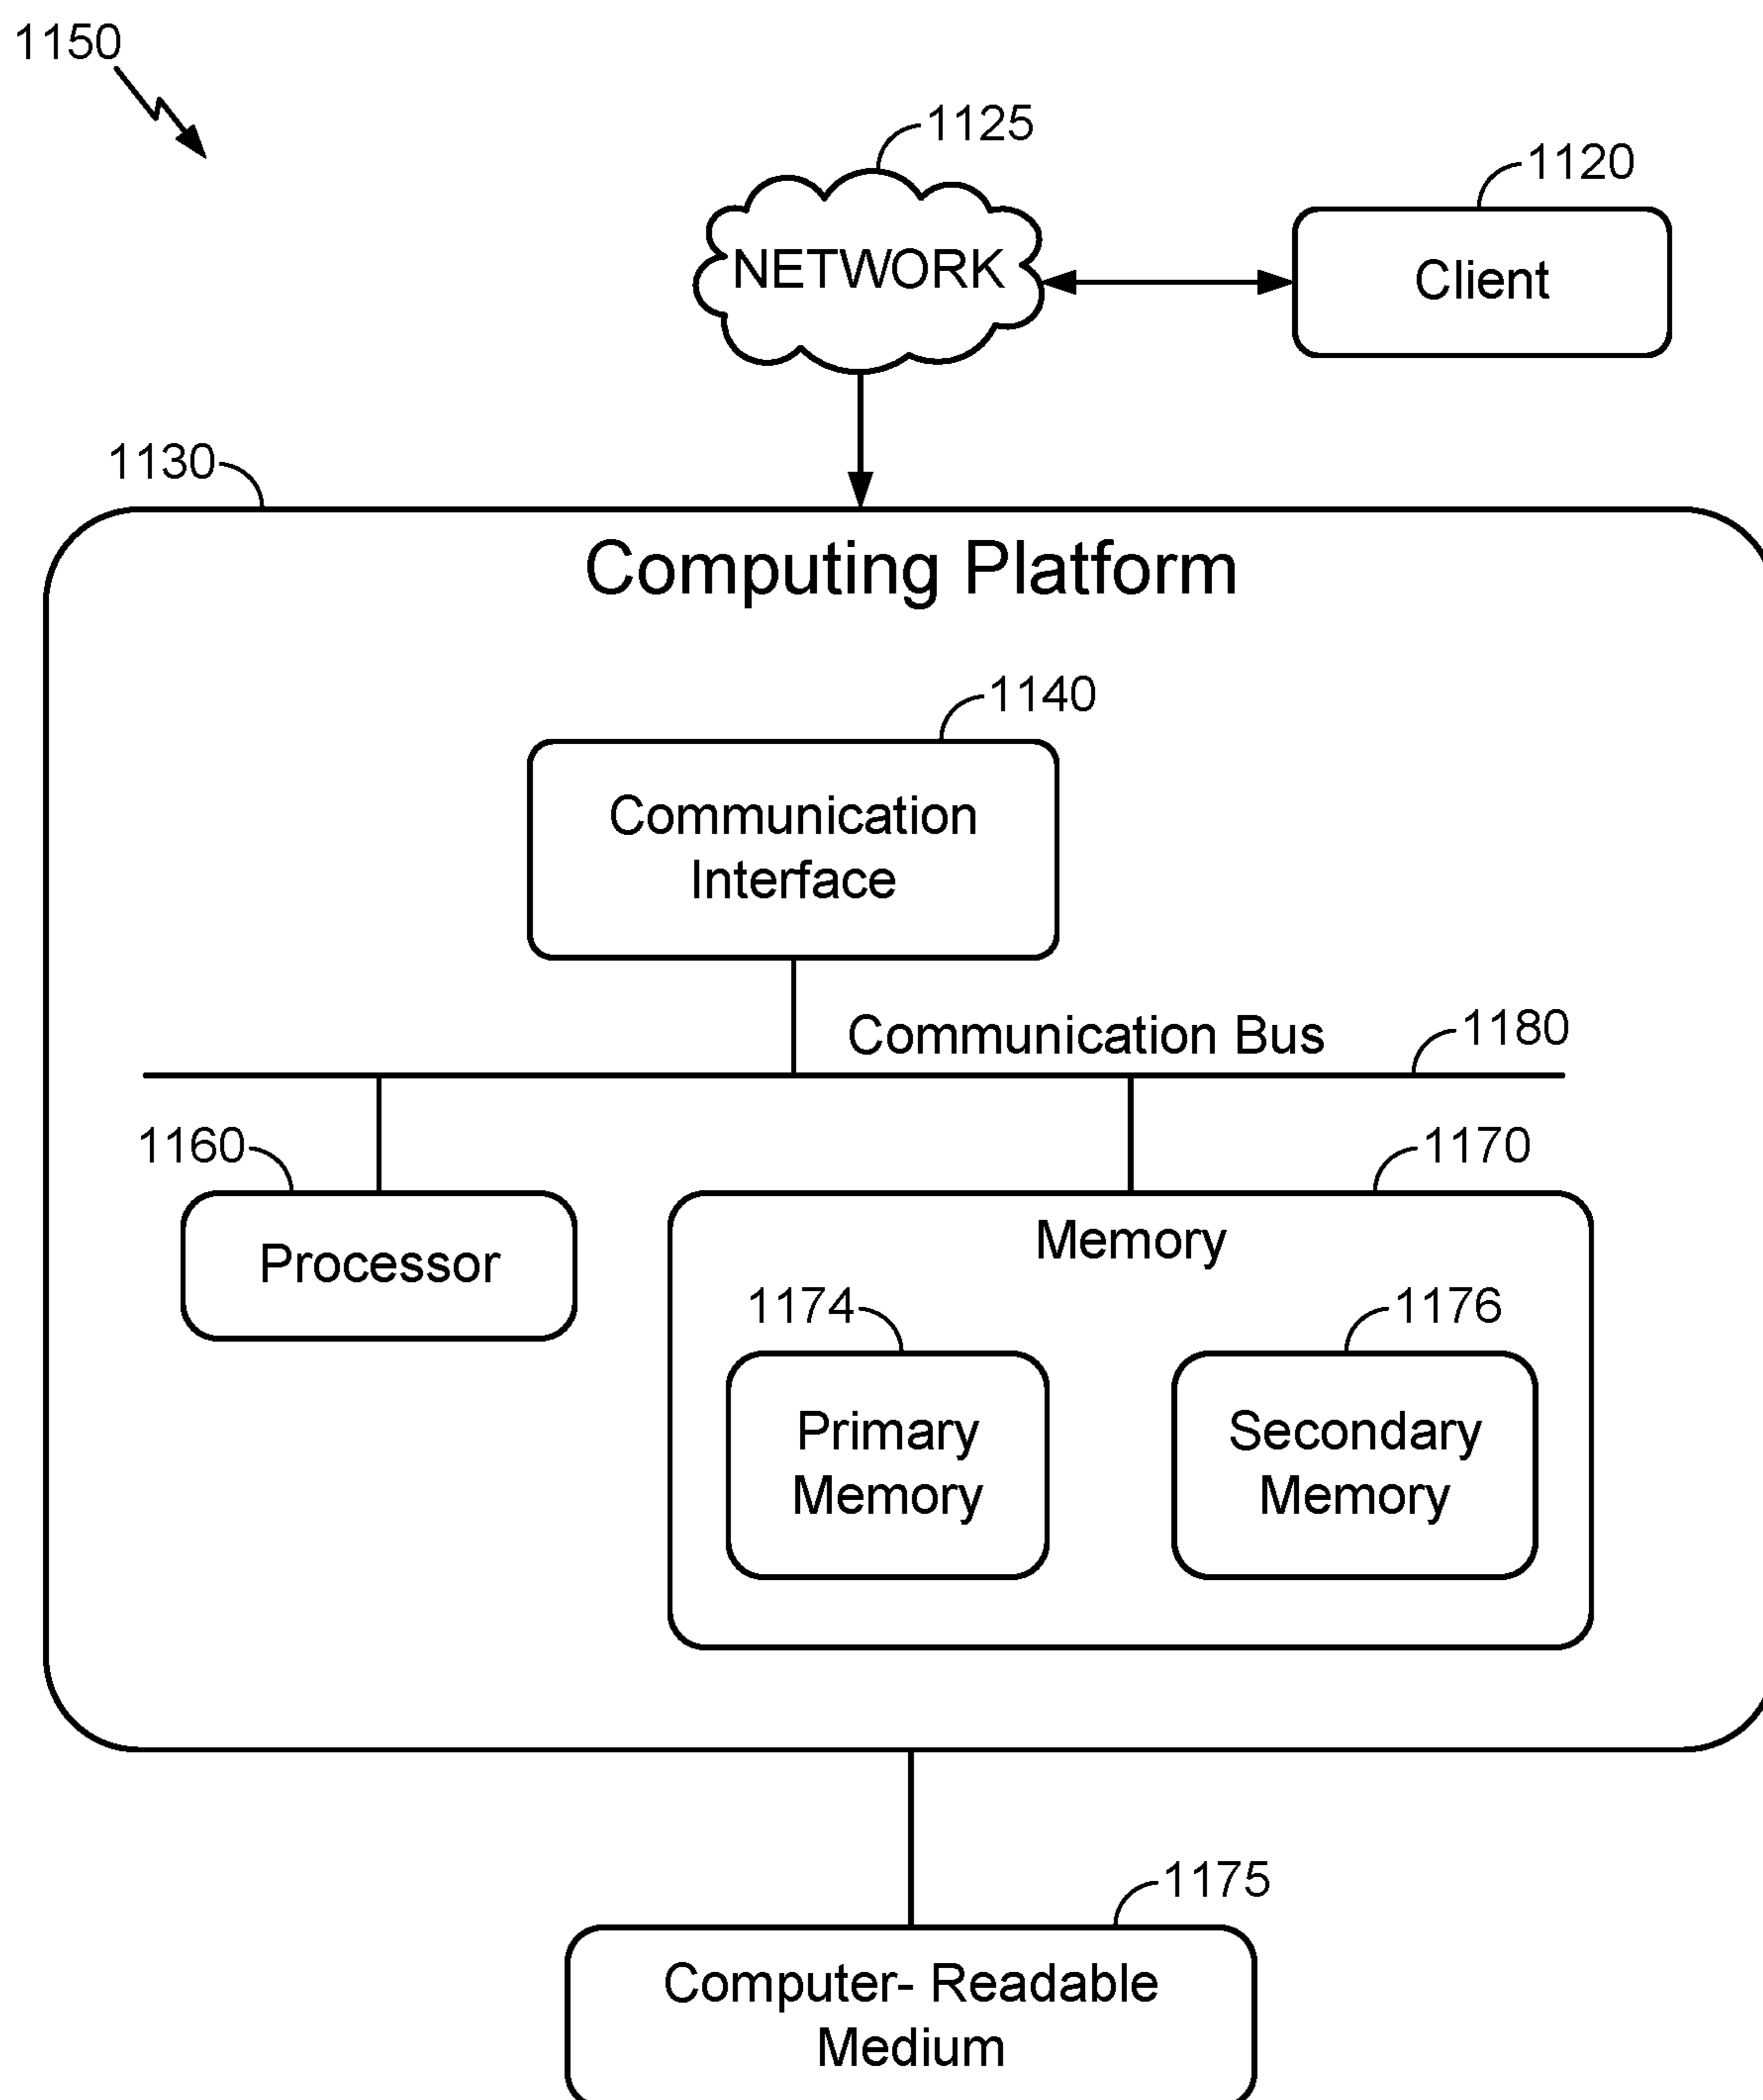 1150
1125
1120
NETWORK
Client
1130
Computing Platform
1140
Communication
Interface
Communication Bus
1180
1160
1170
Processor
Memory
1174
1176
Primary
Memory
Secondary
Memory
1175
Computer- Readable
Medium